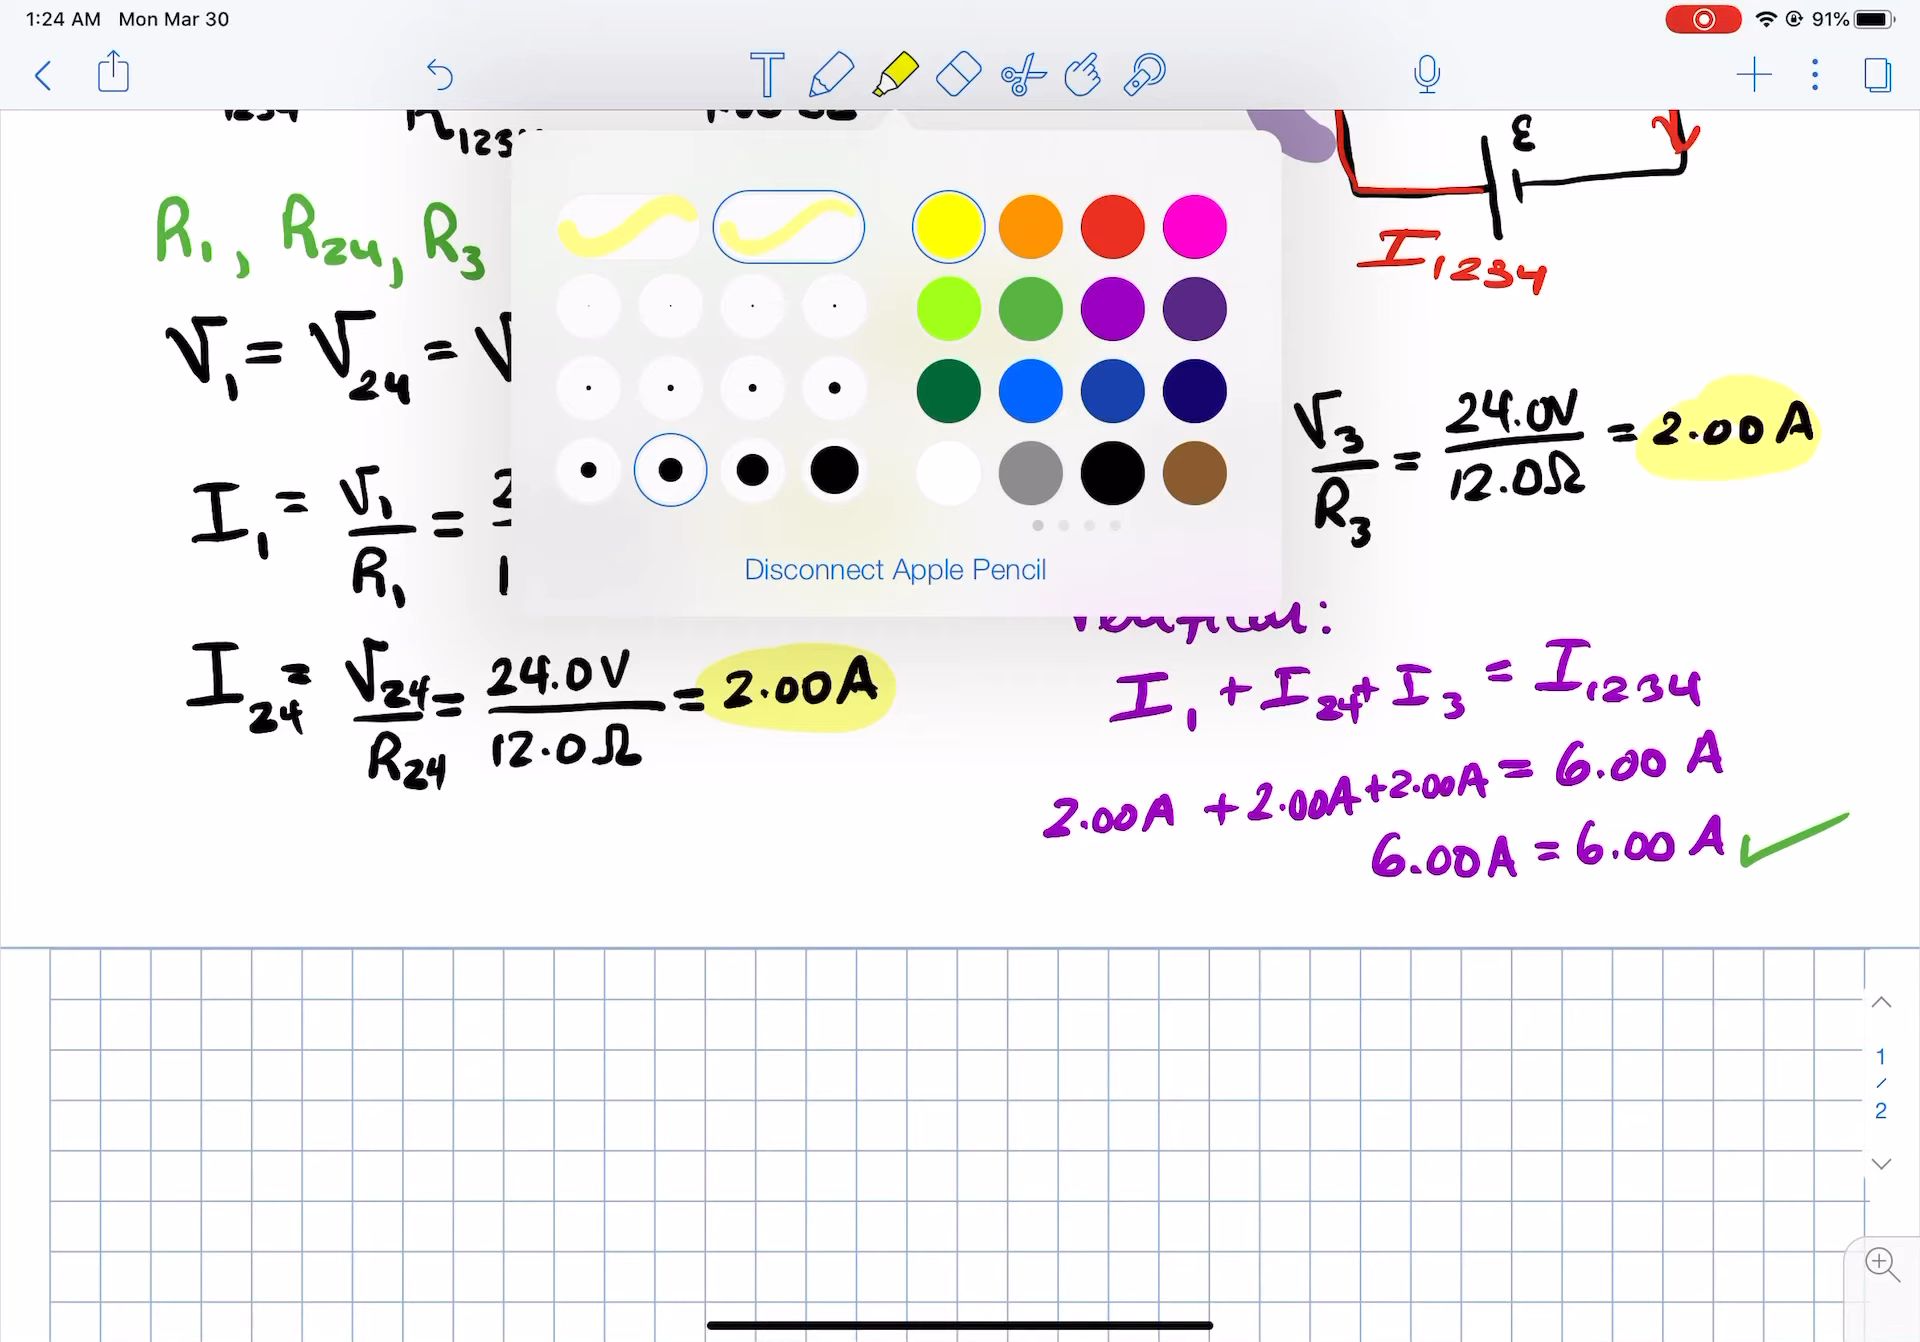 1:24 AM Mon Mar 30
91%
T
1234
R₁₂₃
ε
R₁, R₂₄, R₃
I₁₂₃₄
V₁ = V₂₄ = V
V₃/R₃ = 24.0V/12.0Ω = 2.00 A
I₁ = V₁/R₁ =
Disconnect Apple Pencil
I₂₄ = V₂₄/R₂₄ = 24.0V/12.0Ω = 2.00A
I₁ + I₂₄ + I₃ = I₁₂₃₄
2.00A + 2.00A + 2.00A = 6.00 A
6.00A = 6.00 A
1
/
2